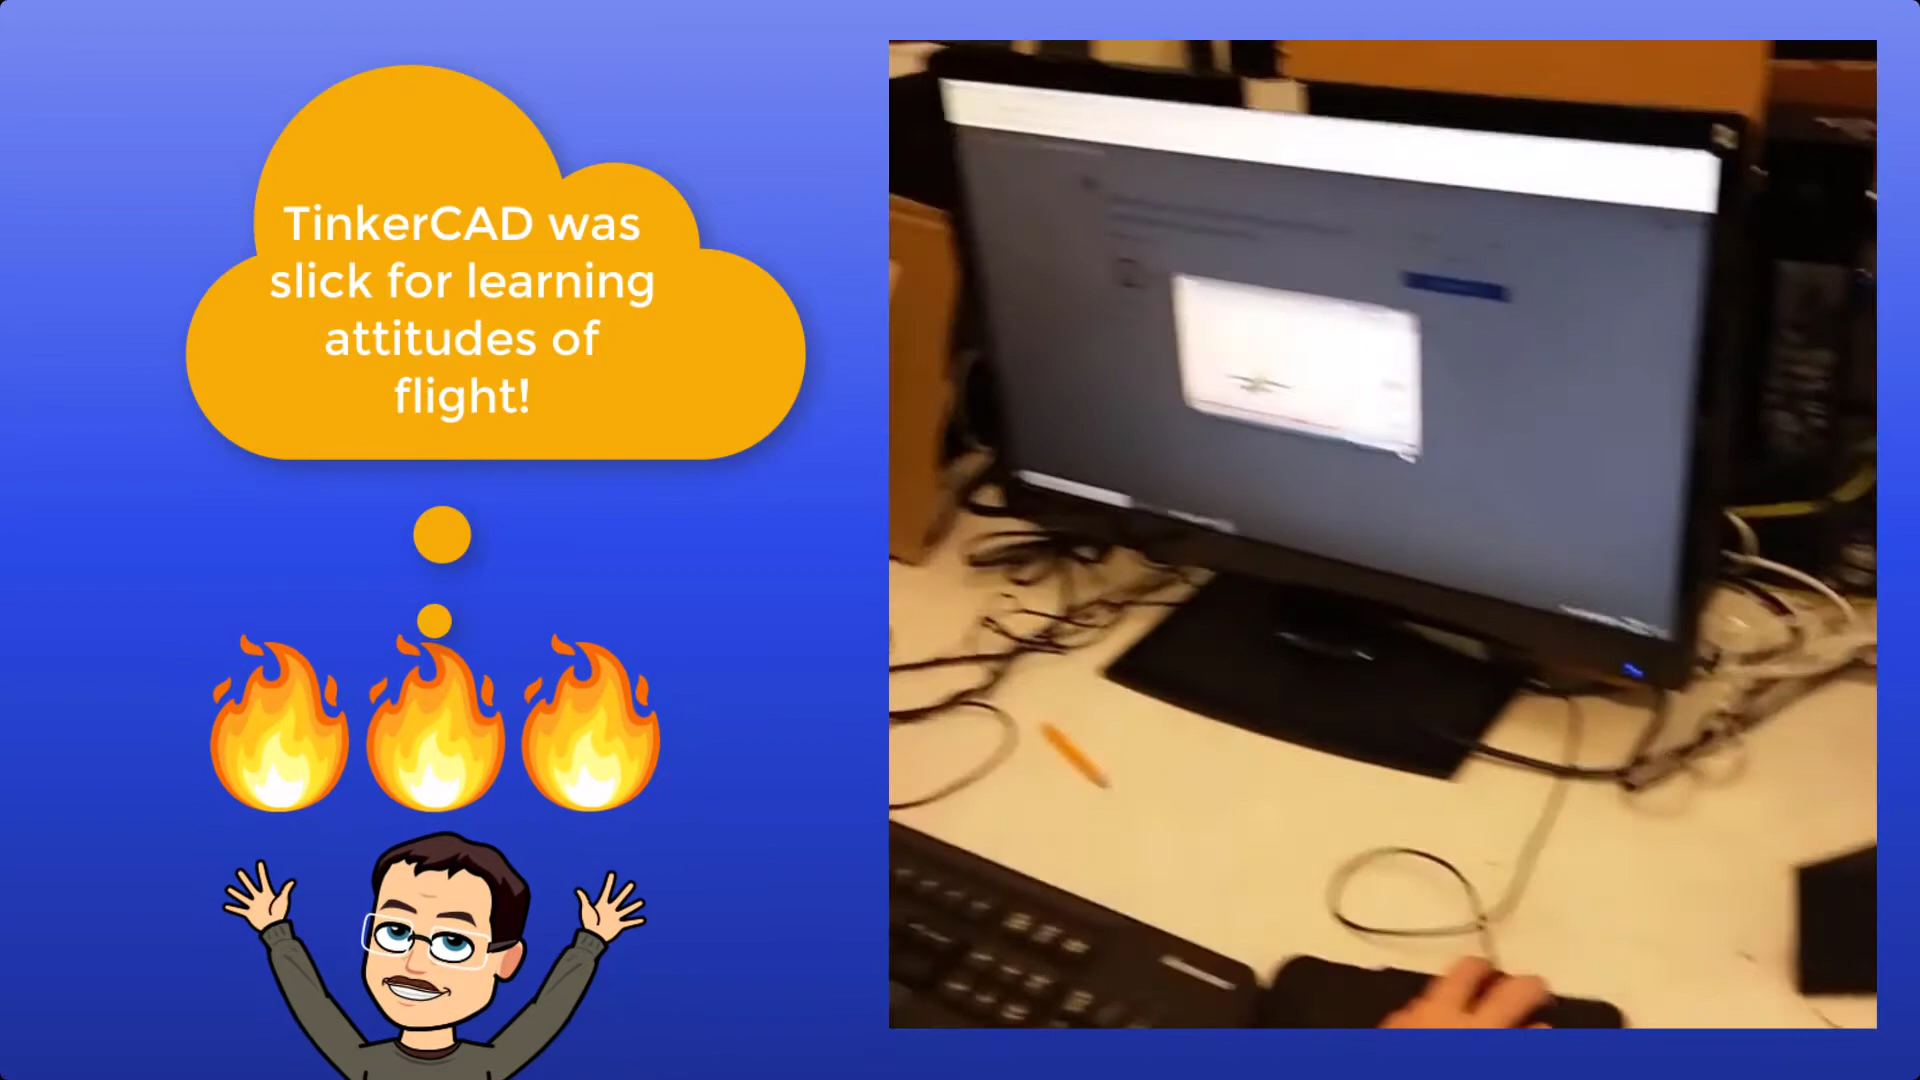 TinkerCAD was
slick for learning
attitudes of
flight!